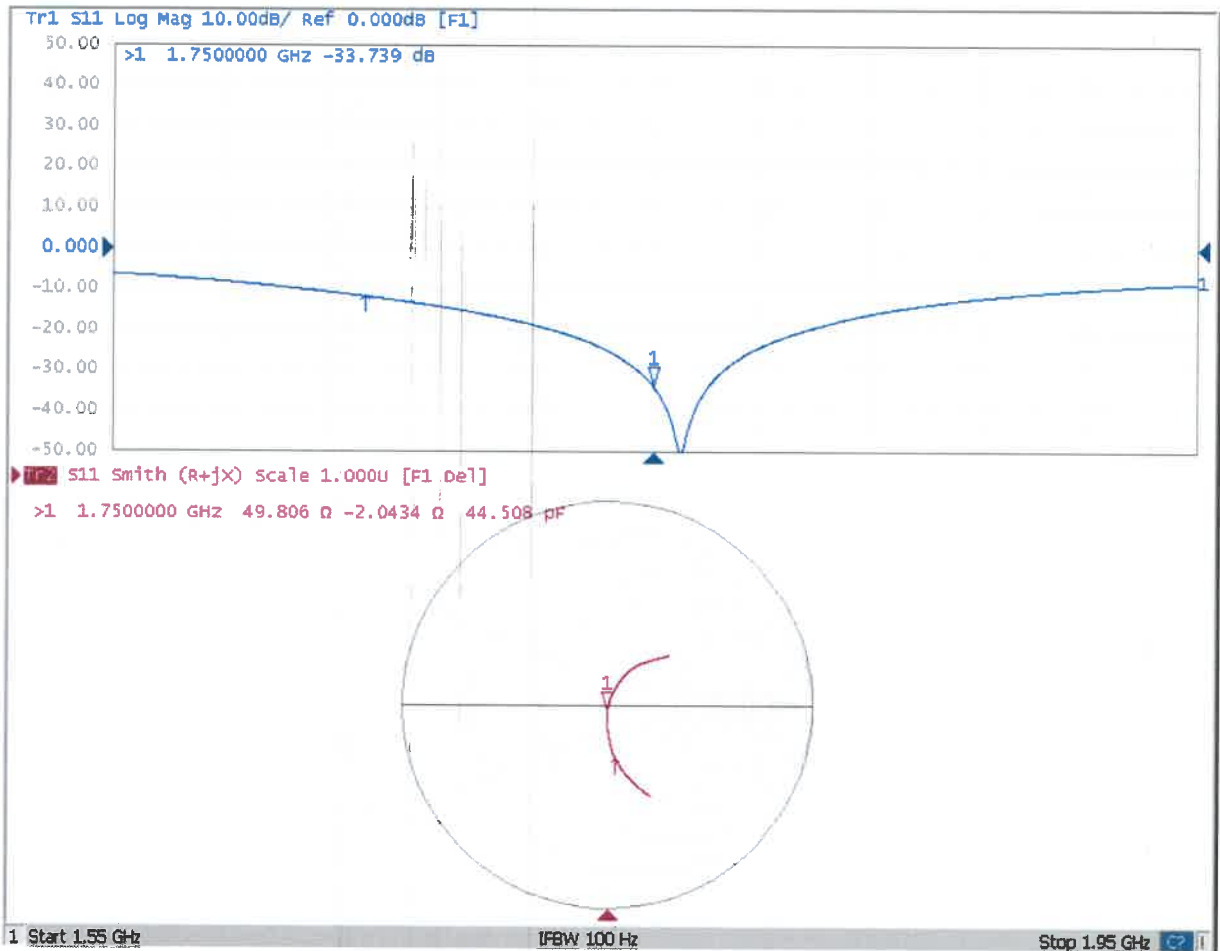 Tr1 S11 Log Mag 10.00dB/ Ref 0.000dB [F1]
50.00
>1 1.7500000 GHz -33.739 dB
40.00
30.00
20.00
10.00
0.000
-10.00
1
-20.00
-30.00
1
-40.00
-50.00
Tr2 S11 Smith (R+jX) Scale 1.000U [F1 Del]
>1 1.7500000 GHz 49.806 Ω -2.0434 Ω 44.508 pF
1
1 Start 1.55 GHz IFBW 100 Hz Stop 1.95 GHz C2